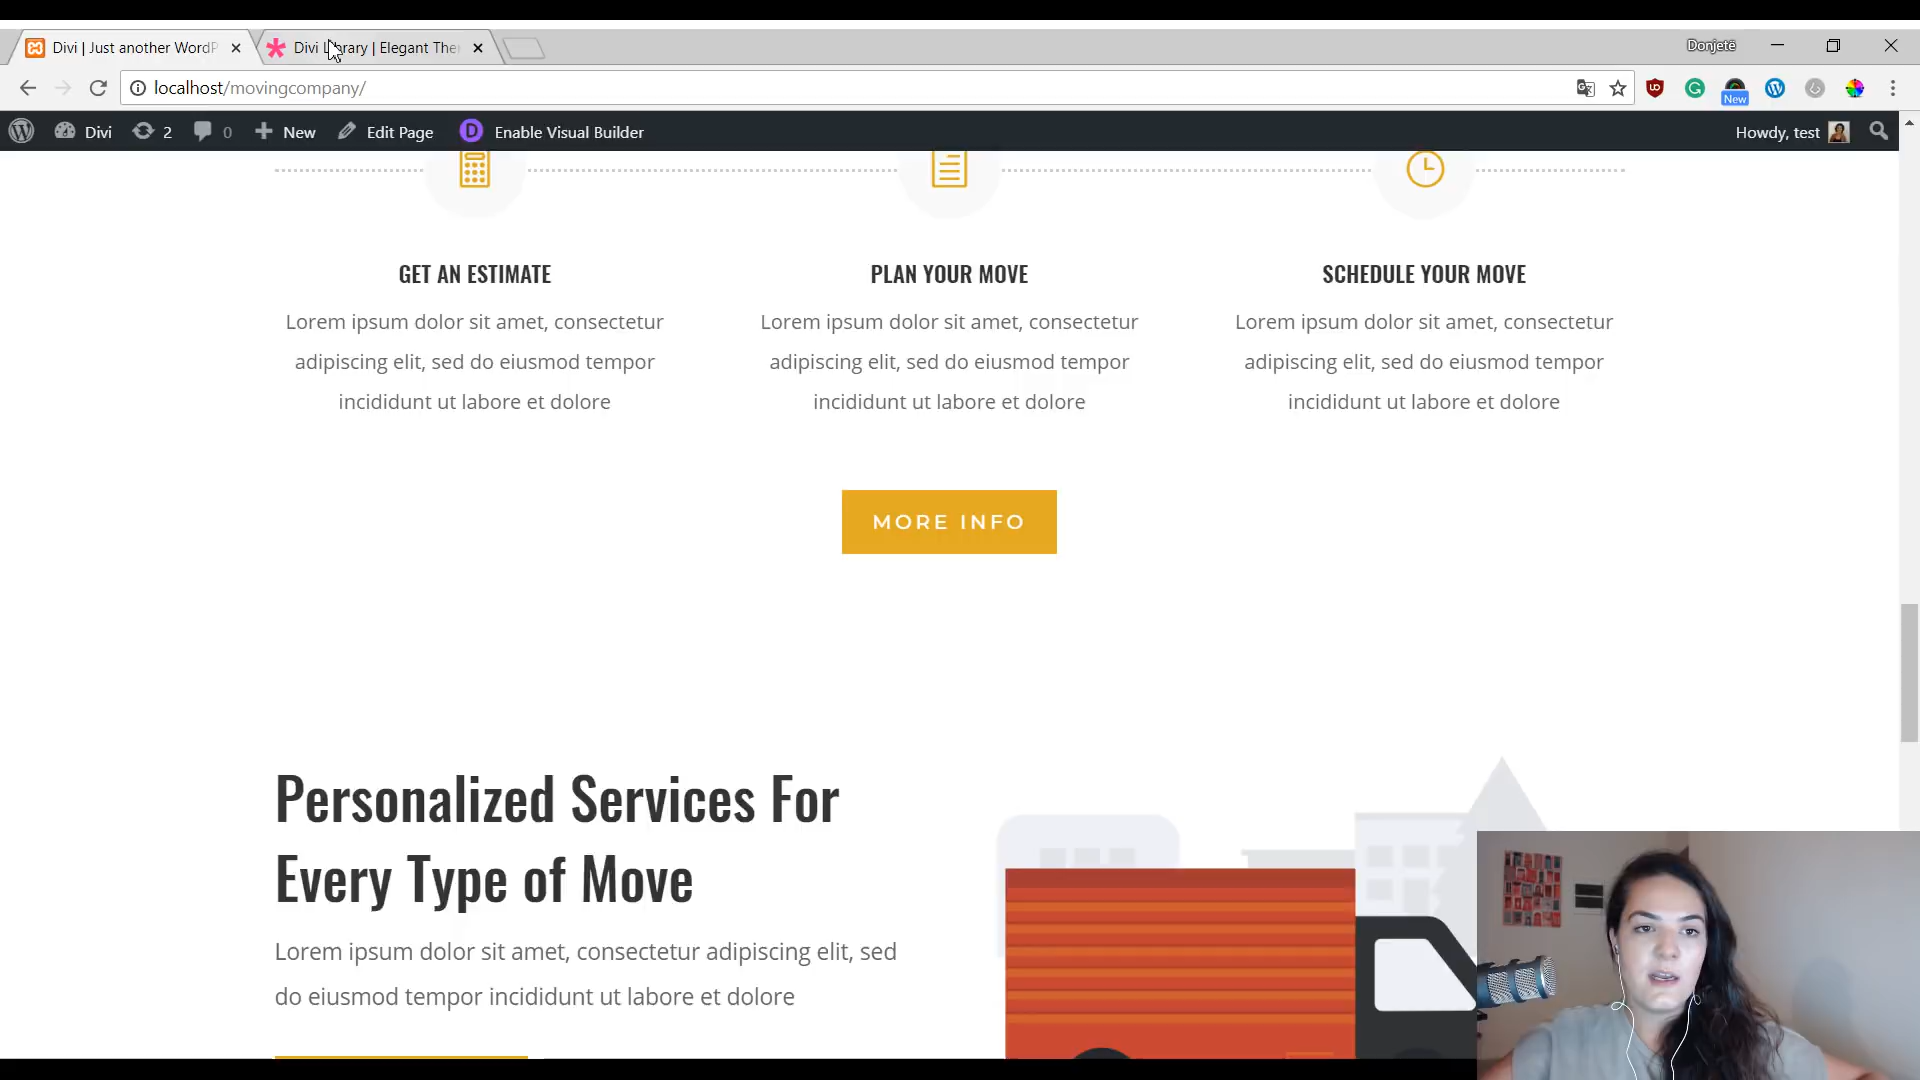 Divi | Just another WordP
Divi Library | Elegant The
Donjetë
localhost/movingcompany/
New
Divi
2
0
New
Edit Page
D
Enable Visual Builder
Howdy, test
GET AN ESTIMATE
Lorem ipsum dolor sit amet, consectetur
adipiscing elit, sed do eiusmod tempor
incididunt ut labore et dolore
PLAN YOUR MOVE
Lorem ipsum dolor sit amet, consectetur
adipiscing elit, sed do eiusmod tempor
incididunt ut labore et dolore
SCHEDULE YOUR MOVE
Lorem ipsum dolor sit amet, consectetur
adipiscing elit, sed do eiusmod tempor
incididunt ut labore et dolore
MORE INFO
Personalized Services For
Every Type of Move
Lorem ipsum dolor sit amet, consectetur adipiscing elit, sed
do eiusmod tempor incididunt ut labore et dolore